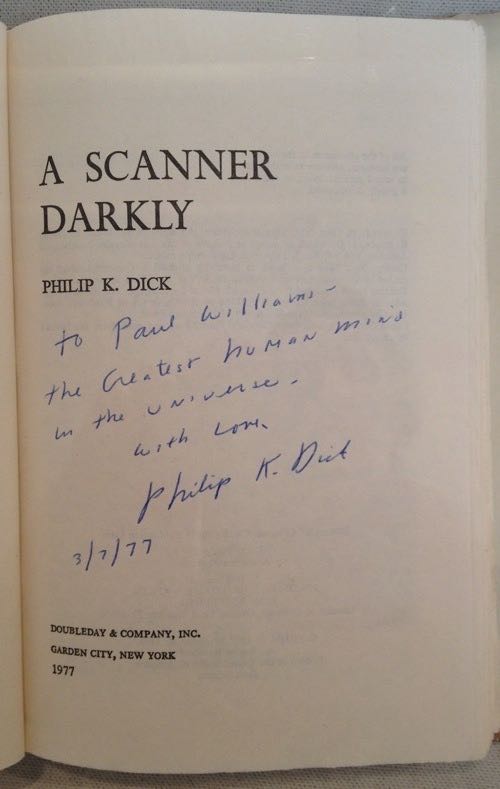 A SCANNER
DARKLY
PHILIP K. DICK
to Paul Williams -
the Greatest human mind
in the universe -
with love,
Philip K. Dick
3/7/77
DOUBLEDAY & COMPANY, INC.
GARDEN CITY, NEW YORK
1977